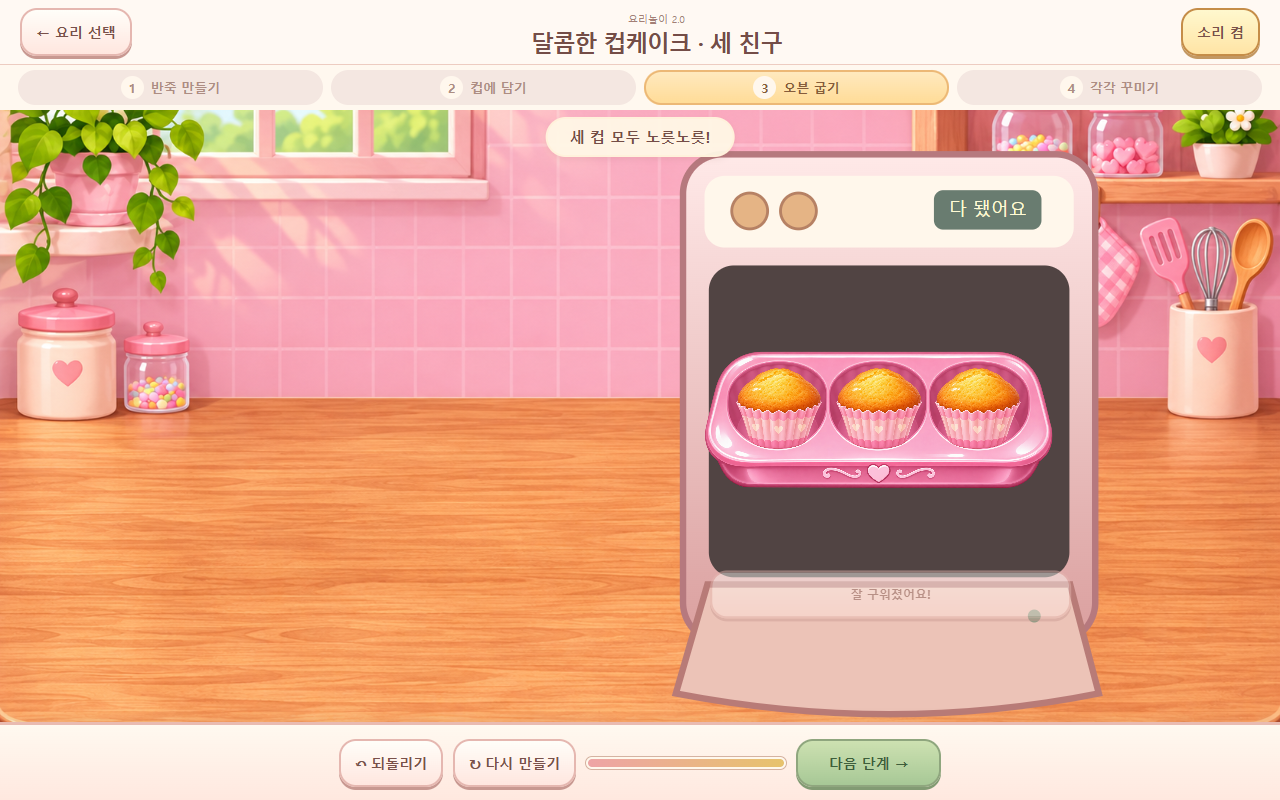 ← 요리 선택
요리놀이 2.0
달콤한 컵케이크 · 세 친구
소리 켬
1 반죽 만들기
2 컵에 담기
3 오븐 굽기
4 각각 꾸미기
세 컵 모두 노릇노릇!
다 됐어요
잘 구워졌어요!
↶ 되돌리기
↻ 다시 만들기
다음 단계 →